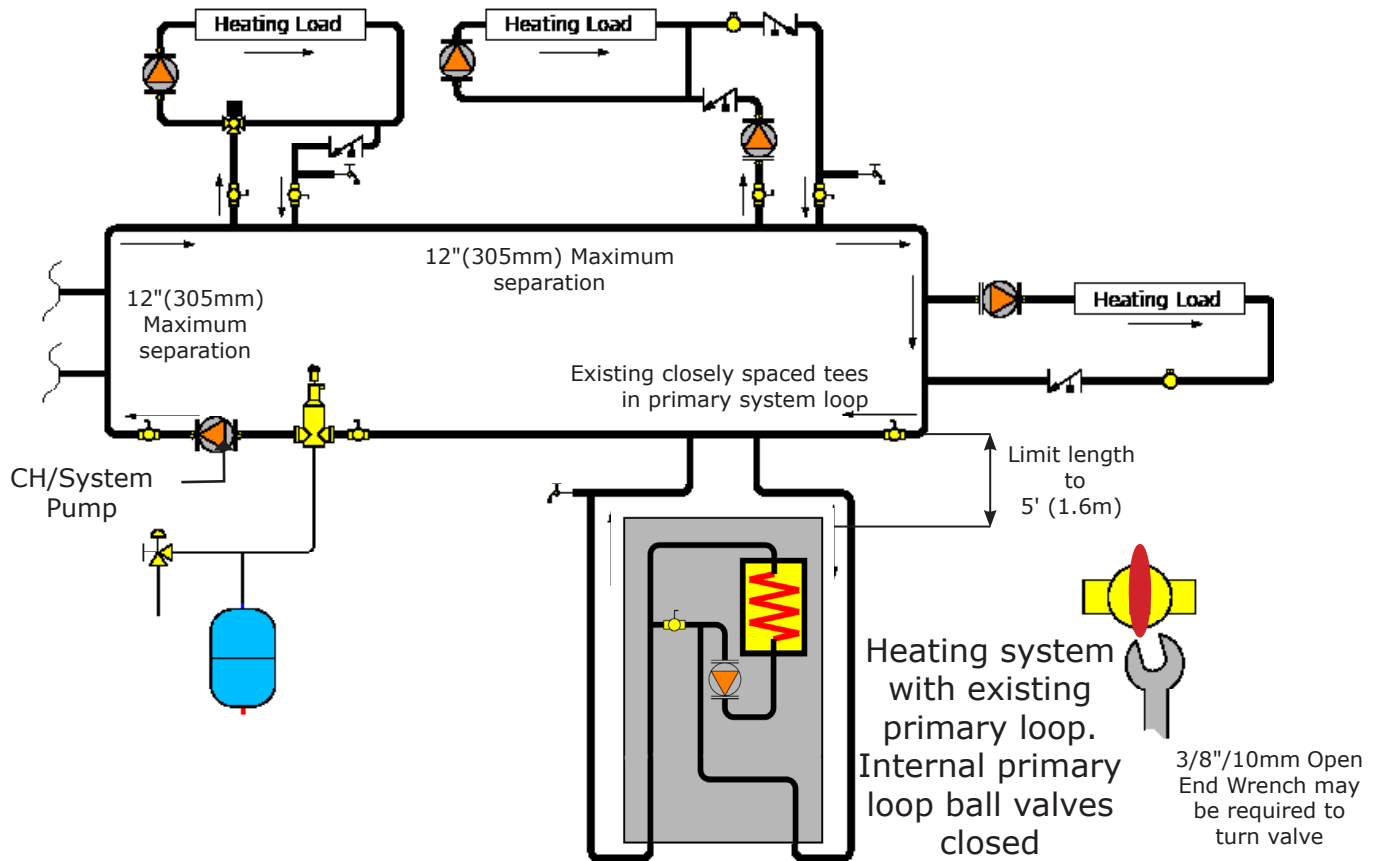 Heating Load
Heating Load
12"(305mm) Maximum
separation
12"(305mm)
Maximum
separation
Heating Load
Existing closely spaced tees
in primary system loop
CH/System
Pump
Limit length
to
5' (1.6m)
Heating system
with existing
primary loop.
Internal primary
loop ball valves
closed
3/8"/10mm Open
End Wrench may
be required to
turn valve